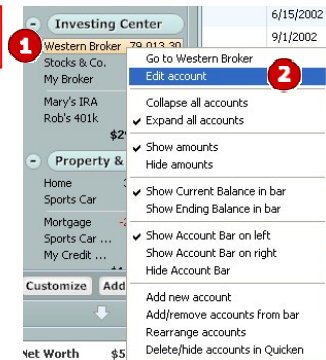 6/15/2002
Investing Center
9/1/2002
1
Western Broker 79,013.30
Go to Western Broker
Stocks & Co.
Edit account
2
My Broker
Collapse all accounts
Mary's IRA
Expand all accounts
Rob's 401k
$29
Show amounts
Property &
Hide amounts
Home
Show Current Balance in bar
Sports Car
Show Ending Balance in bar
Mortgage -2
Show Account Bar on left
Sports Car ...
Show Account Bar on right
My Credit ...
Hide Account Bar
Customize Add
Add new account
Add/remove accounts from bar
Rearrange accounts
Net Worth $5
Delete/hide accounts in Quicken